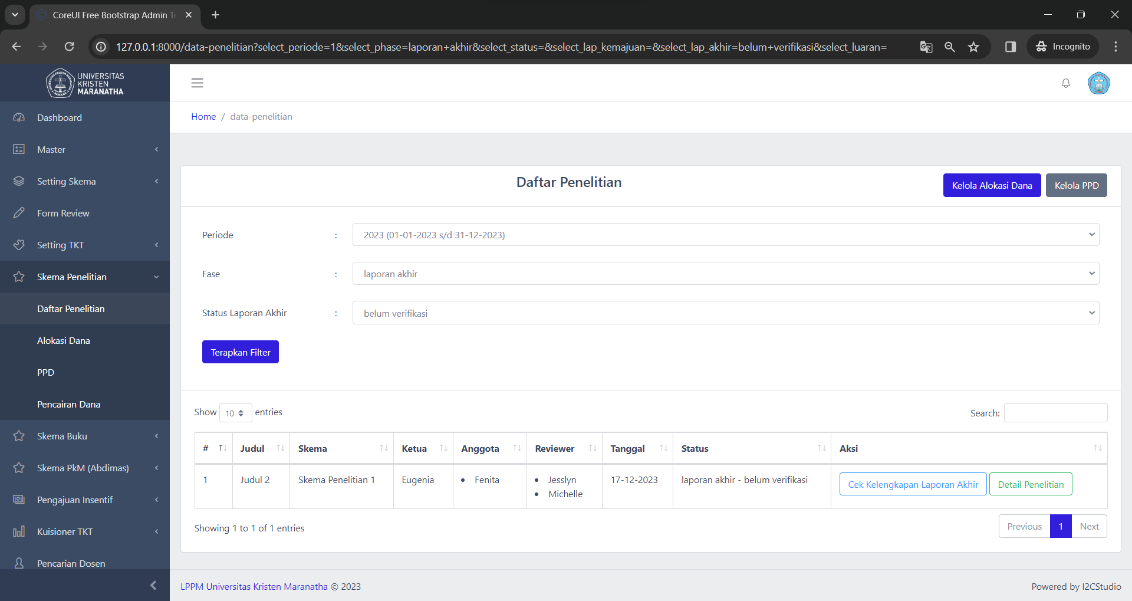 CoreUI Free Bootstrap Admin Te
127.0.0.1:8000/data-penelitian?select_periode=1&select_phase=laporan+akhir&select_status=&select_lap_kemajuan=&select_lap_akhir=belum+verifikasi&select_luaran=
Incognito
UNIVERSITAS
KRISTEN
MARANATHA
Dashboard
Master
Setting Skema
Form Review
Setting TKT
Skema Penelitian
Daftar Penelitian
Alokasi Dana
PPD
Pencairan Dana
Skema Buku
Skema PkM (Abdimas)
Pengajuan Insentif
Kuisioner TKT
Pencarian Dosen
Home / data-penelitian
Daftar Penelitian
Kelola Alokasi Dana
Kelola PPD
Periode : 2023 (01-01-2023 s/d 31-12-2023)
Fase : laporan akhir
Status Laporan Akhir : belum verifikasi
Terapkan Filter
Show 10 entries
Search:
# Judul Skema Ketua Anggota Reviewer Tanggal Status Aksi
1 Judul 2 Skema Penelitian 1 Eugenia • Fenita • Jesslyn 17-12-2023 laporan akhir - belum verifikasi Cek Kelengkapan Laporan Akhir Detail Penelitian
• Michelle
Showing 1 to 1 of 1 entries
Previous 1 Next
LPPM Universitas Kristen Maranatha © 2023
Powered by I2CStudio